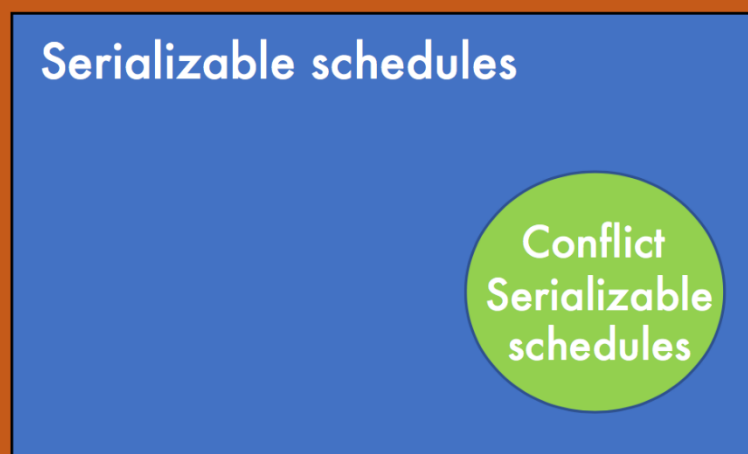 Serializable schedules
Conflict
Serializable
schedules